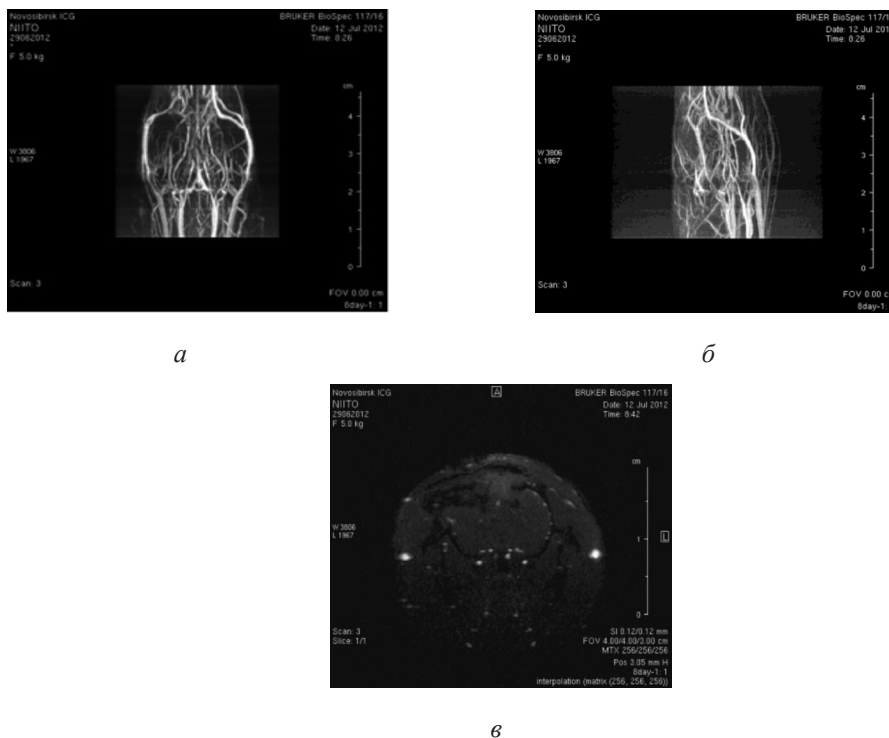 Novosibirsk ICG
NIITO
29062012
*
F 5.0 kg
BRUKER BioSpec 117/16
Date: 12 Jul 2012
Time: 8:26
cm
4
3
2
1
0
W 3806
L 1967
Scan: 3
FOV 0.00 cm
8day-1: 1
а
Novosibirsk ICG
NIITO
29062012
*
F 5.0 kg
BRUKER BioSpec 117/1
Date: 12 Jul 201
Time: 8:26
cm
4
3
2
1
0
W 3806
L 1967
Scan: 3
FOV 0.00 c
8day-1:
б
Novosibirsk ICG
NIITO
29062012
F 5.0 kg
A
BRUKER BioSpec 117/16
Date: 12 Jul 2012
Time: 8:42
cm
1
0
L
W 3806
L 1967
Scan: 3
Slice: 1/1
SI 0.12/0.12 mm
FOV 4.00/4.00/3.00 cm
MTX 256/256/256
Pos 3.05 mm H
8day-1: 1
interpolation (matrix (256, 256, 256))
в